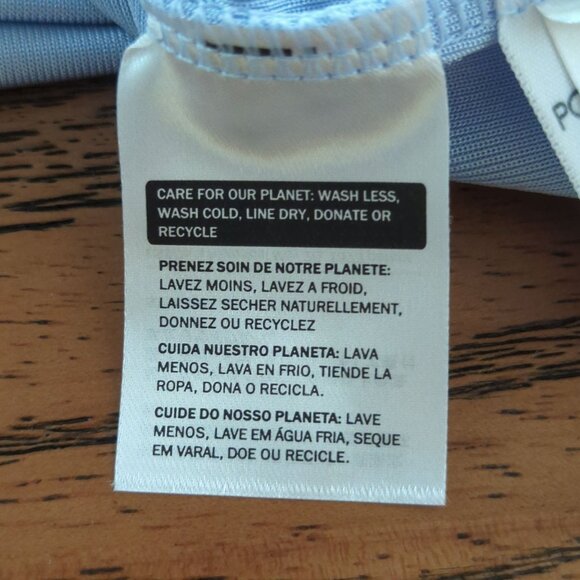 CARE FOR OUR PLANET: WASH LESS,
WASH COLD, LINE DRY, DONATE OR
RECYCLE
PRENEZ SOIN DE NOTRE PLANETE:
LAVEZ MOINS, LAVEZ A FROID,
LAISSEZ SECHER NATURELLEMENT,
DONNEZ OU RECYCLEZ
CUIDA NUESTRO PLANETA: LAVA
MENOS, LAVA EN FRIO, TIENDE LA
ROPA, DONA O RECICLA.
CUIDE DO NOSSO PLANETA: LAVE
MENOS, LAVE EM ÁGUA FRIA, SEQUE
EM VARAL, DOE OU RECICLE.